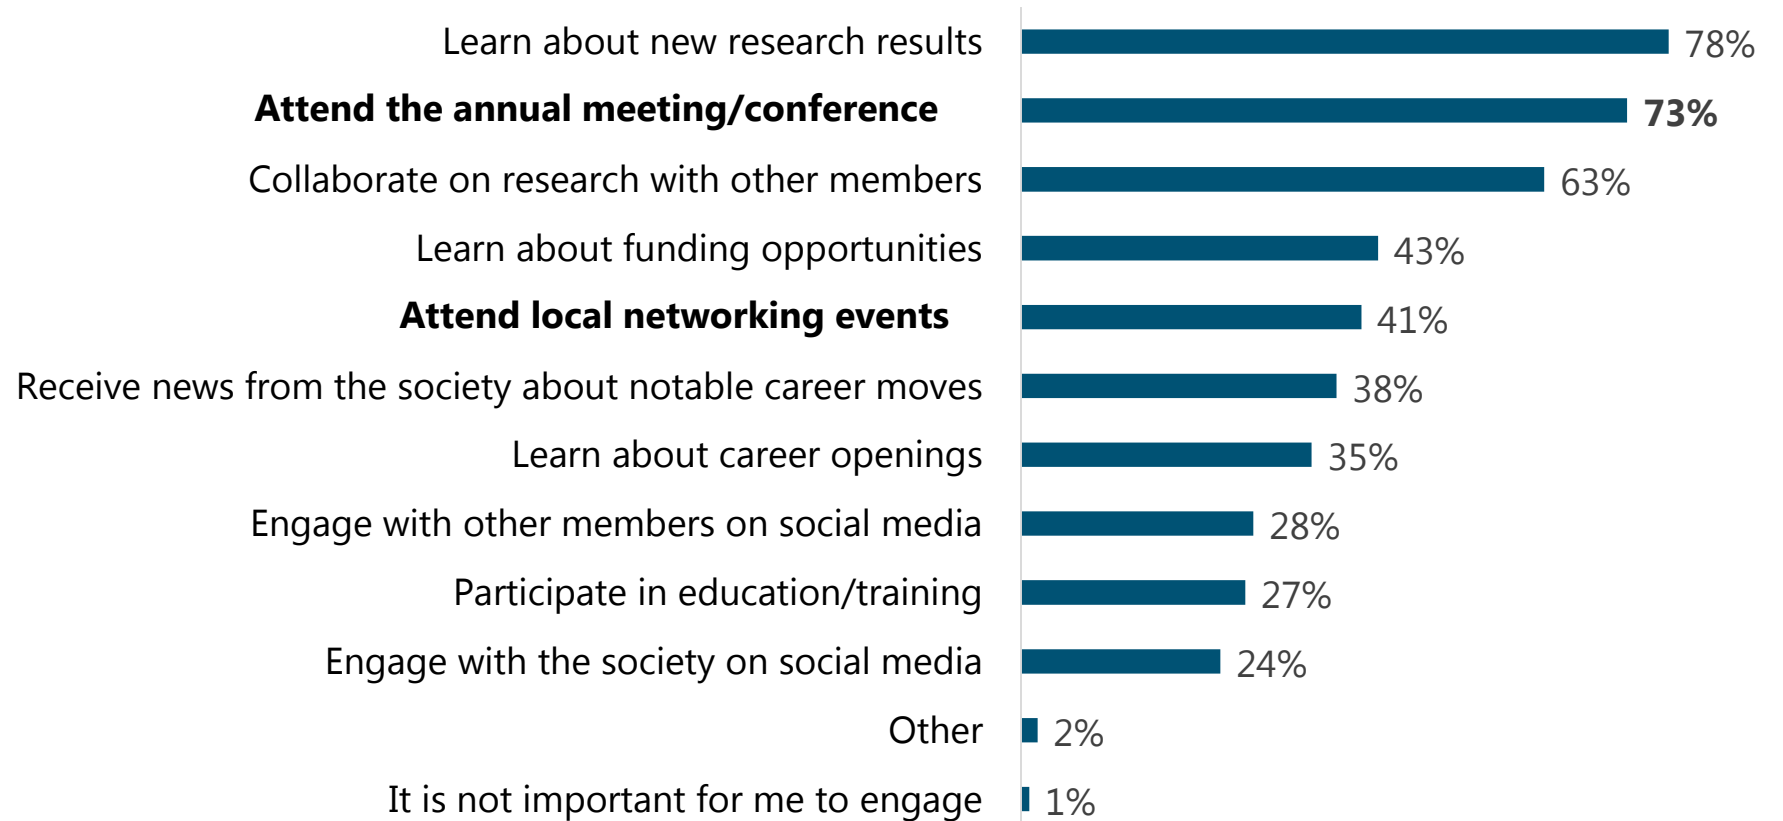 Learn about new research results 78%
Attend the annual meeting/conference 73%
Collaborate on research with other members 63%
Learn about funding opportunities 43%
Attend local networking events 41%
Receive news from the society about notable career moves 38%
Learn about career openings 35%
Engage with other members on social media 28%
Participate in education/training 27%
Engage with the society on social media 24%
Other 2%
It is not important for me to engage 1%